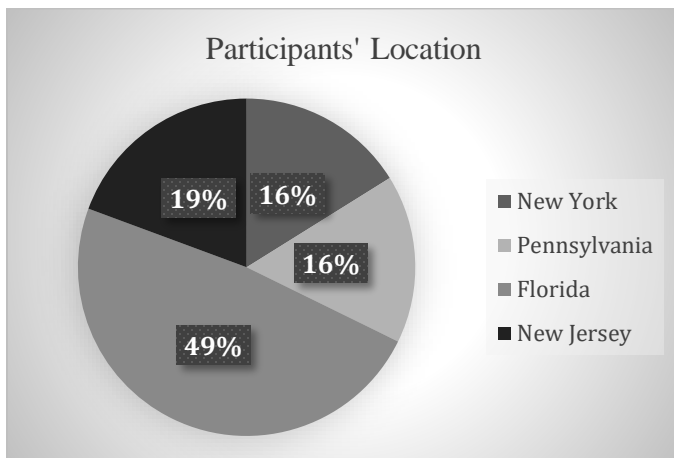 Participants' Location
19%
16%
16%
49%
New York
Pennsylvania
Florida
New Jersey